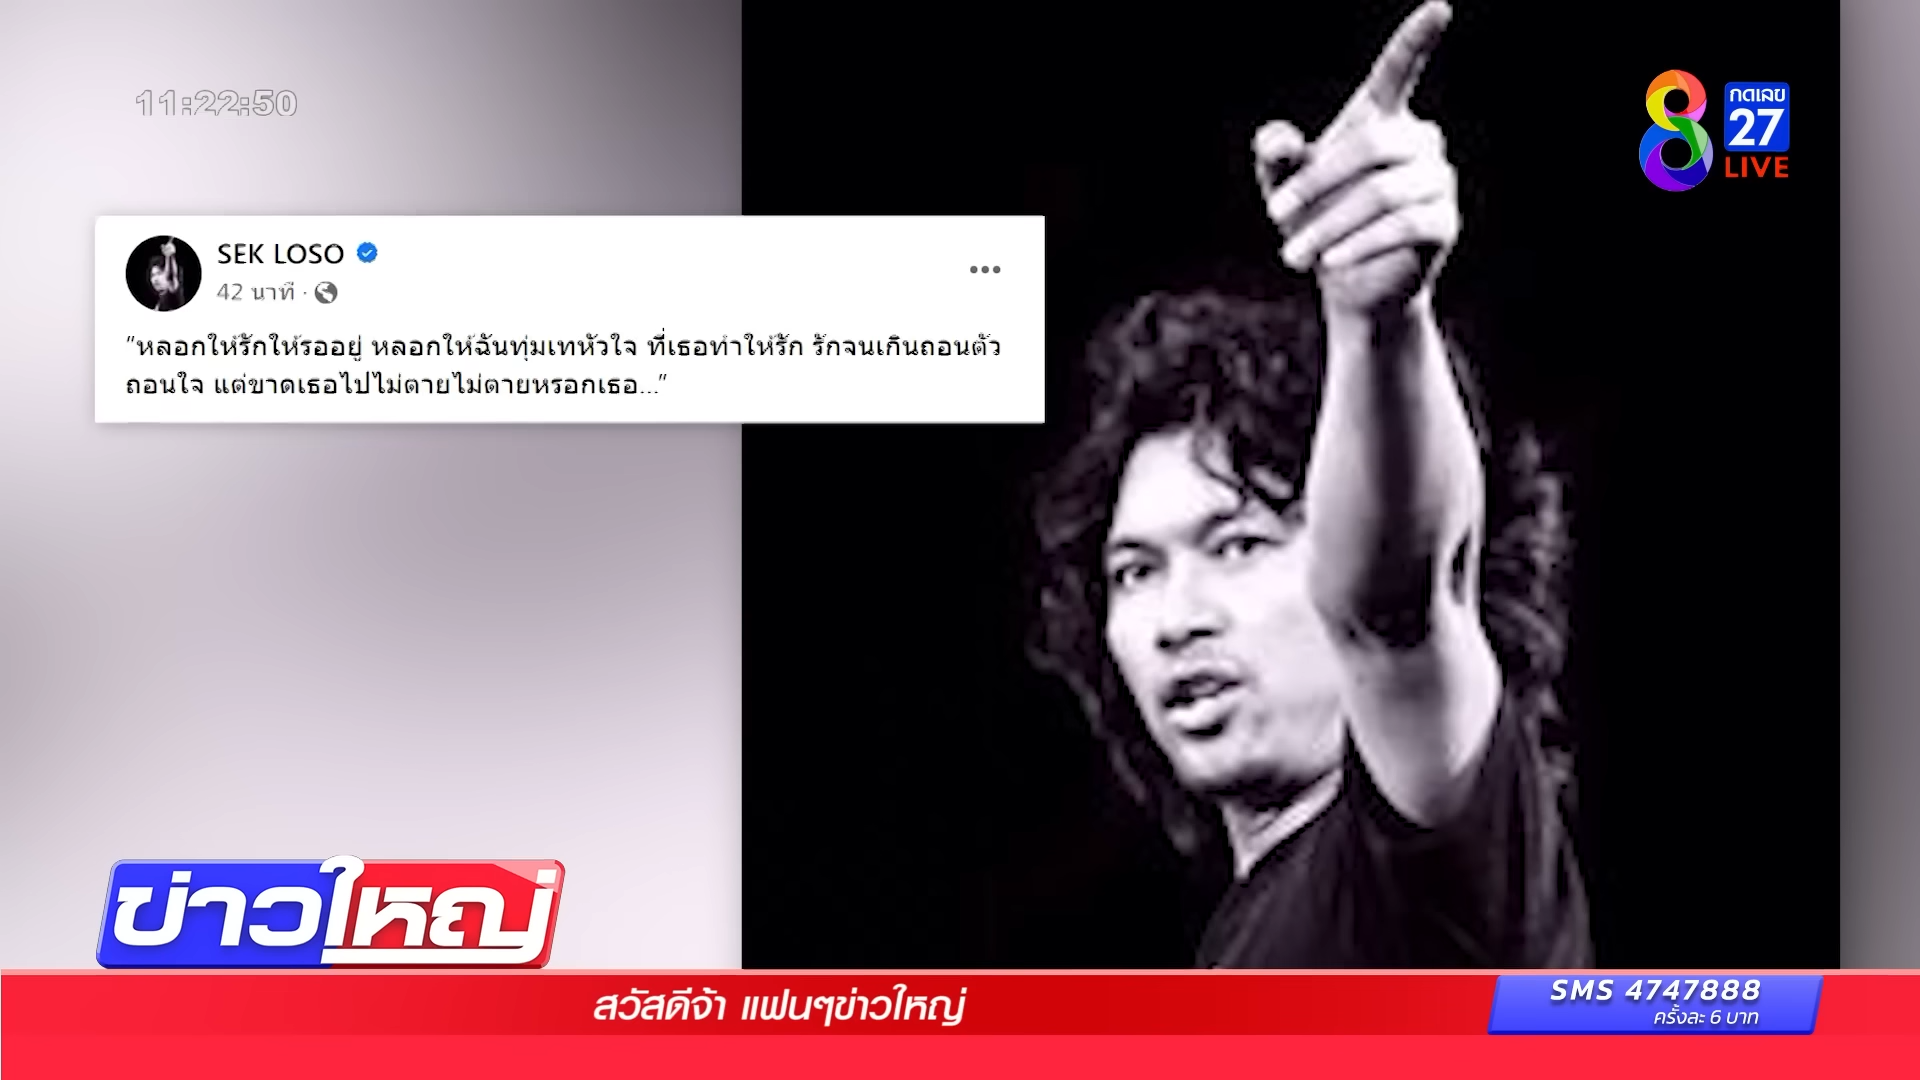 11:22:50
8
กดเลข
27
LIVE
SEK LOSO
42 นาที ·
“หลอกให้รักให้รออยู่ หลอกให้ฉันทุ่มเทหัวใจ ที่เธอทำให้รัก รักจนเกินถอนตัว
ถอนใจ แต่ขาดเธอไปไม่ตายไม่ตายหรอกเธอ...”
ข่าวใหญ่
สวัสดีจ้า แฟนๆข่าวใหญ่
SMS 4747888
ครั้งละ 6 บาท